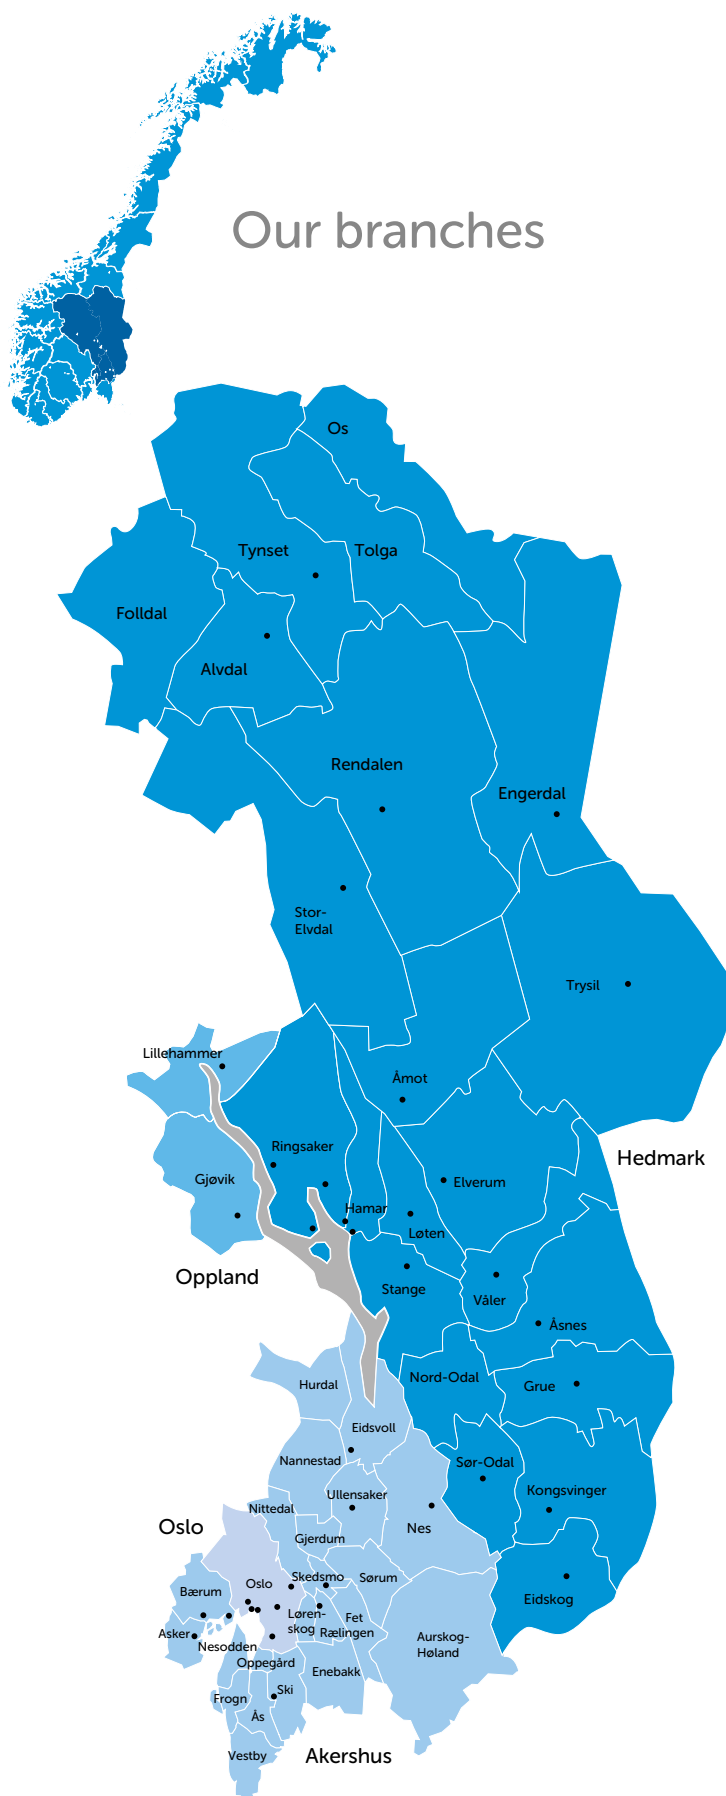 Our branches
Os
Tynset
Tolga
Folldal
Alvdal
Rendalen
Engerdal
Stor-
Elvdal
Trysil
Lillehammer
Åmot
Ringsaker
Hedmark
Gjøvik
Elverum
Hamar
Løten
Oppland
Stange
Våler
Åsnes
Hurdal
Nord-Odal
Grue
Eidsvoll
Nannestad
Sør-Odal
Ullensaker
Kongsvinger
Nittedal
Oslo
Nes
Gjerdum
Skedsmo
Sørum
Oslo
Bærum
Eidskog
Løren-
skog
Fet
Rælingen
Asker
Nesodden
Aurskog-
Høland
Oppegård
Enebakk
Ski
Frogn
Ås
Vestby
Akershus